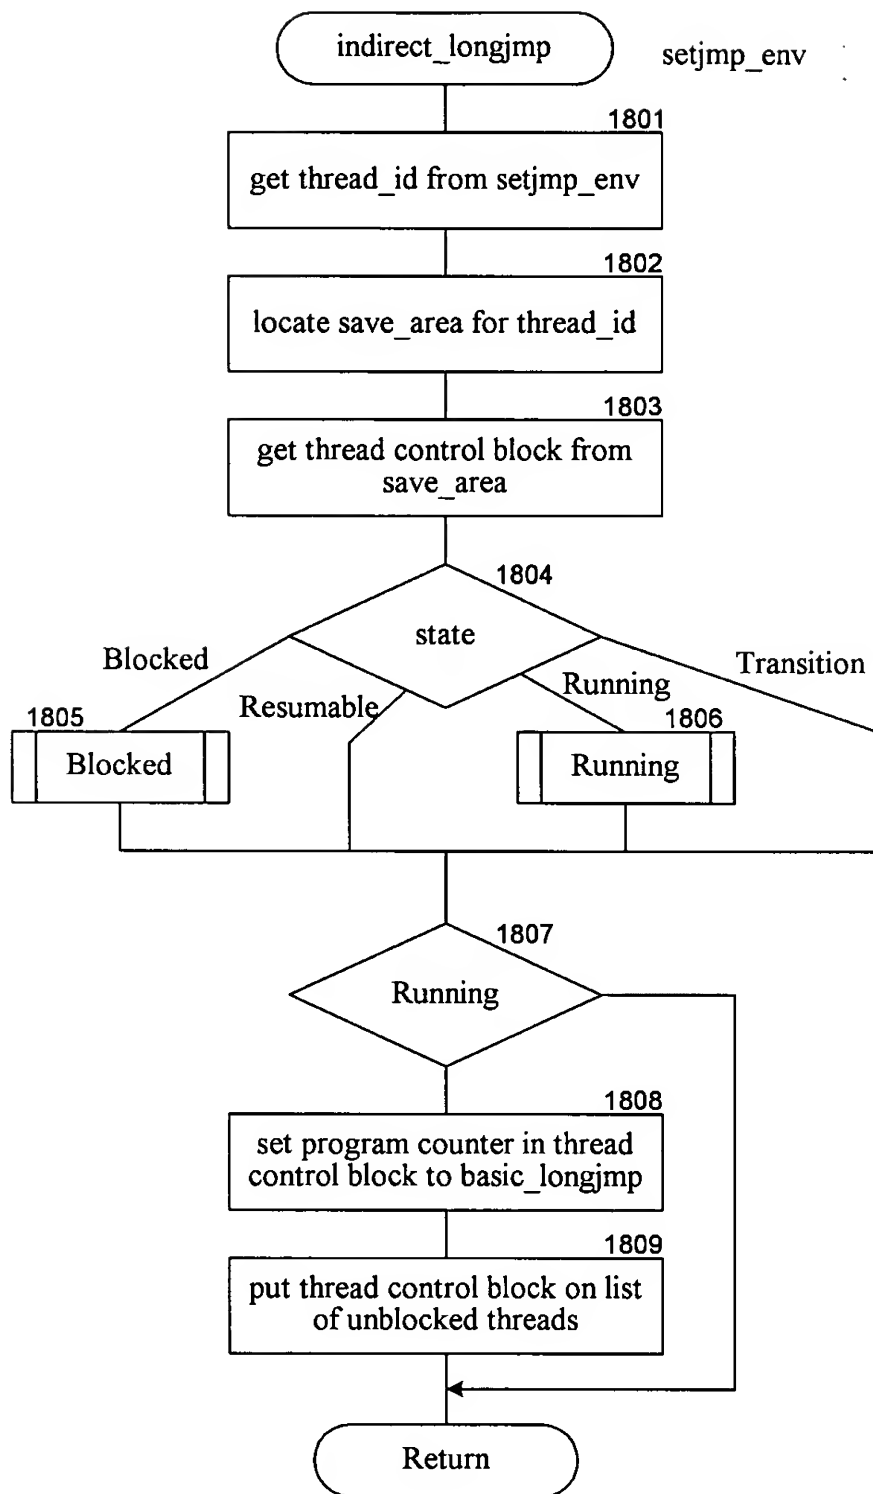 indirect_longjmp
setjmp_env
1801
get thread_id from setjmp_env
1802
locate save_area for thread_id
1803
get thread control block from
save_area
1804
state
Blocked
Resumable
Running
Transition
1805
Blocked
1806
Running
1807
Running
1808
set program counter in thread
control block to basic_longjmp
1809
put thread control block on list
of unblocked threads
Return